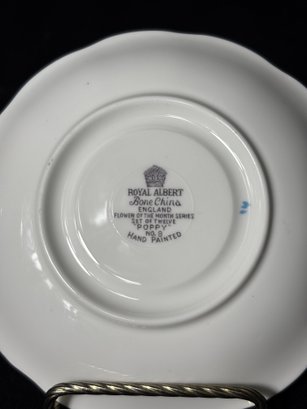 ROYAL ALBERT
Bone China
ENGLAND
FLOWER OF THE MONTH SERIES
SET OF TWELVE
"POPPY"
NO. 8
HAND PAINTED